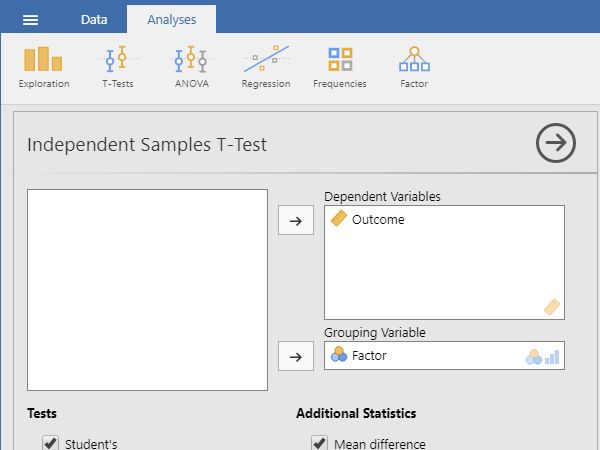 Data Analyses
Exploration T-Tests ANOVA Regression Frequencies Factor
Independent Samples T-Test
Dependent Variables
Outcome
Grouping Variable
Factor
Tests Additional Statistics
Student's Mean difference